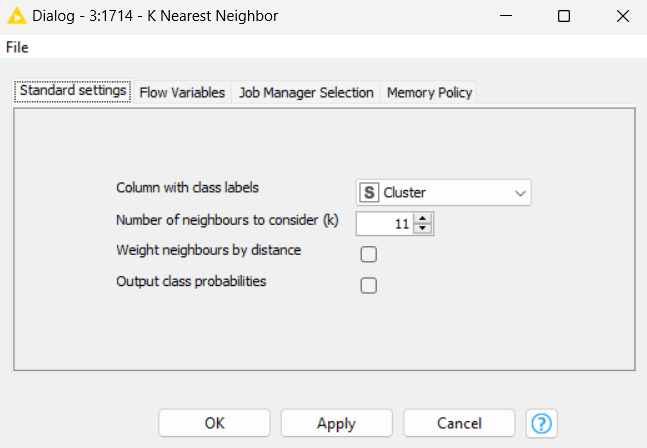 Dialog - 3:1714 - K Nearest Neighbor
File
Standard settings Flow Variables Job Manager Selection Memory Policy
Column with class labels S Cluster
Number of neighbours to consider (k) 11
Weight neighbours by distance
Output class probabilities
OK Apply Cancel ?